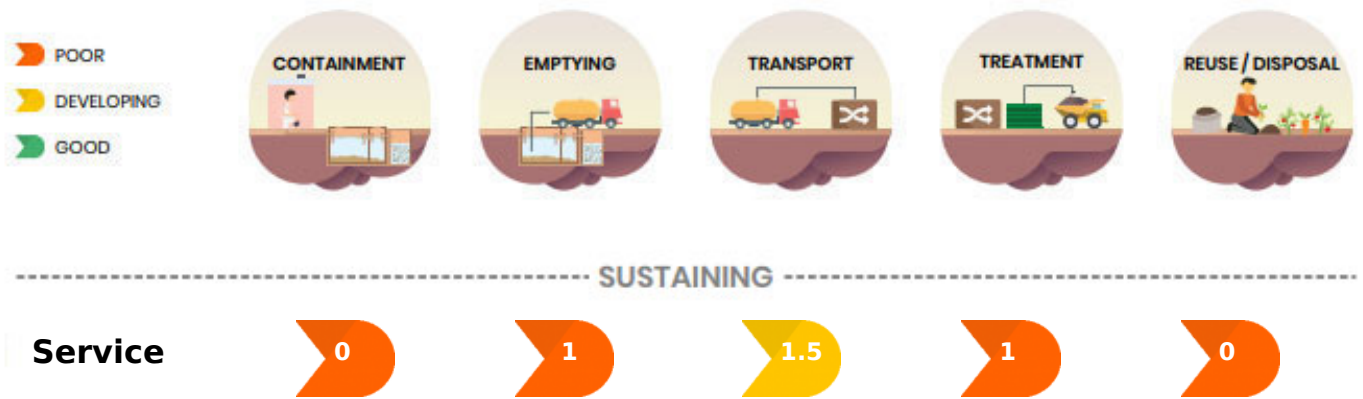 POOR
DEVELOPING
GOOD
CONTAINMENT
EMPTYING
TRANSPORT
TREATMENT
REUSE / DISPOSAL
SUSTAINING
Service 0 1 1.5 1 0